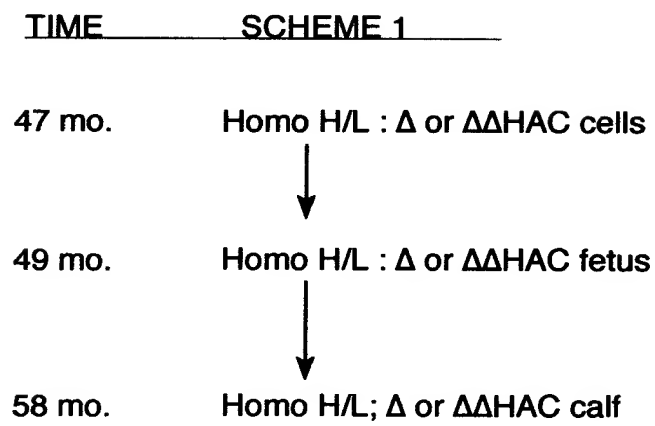 TIME SCHEME 1
47 mo. Homo H/L : Δ or ΔΔHAC cells
49 mo. Homo H/L : Δ or ΔΔHAC fetus
58 mo. Homo H/L; Δ or ΔΔHAC calf